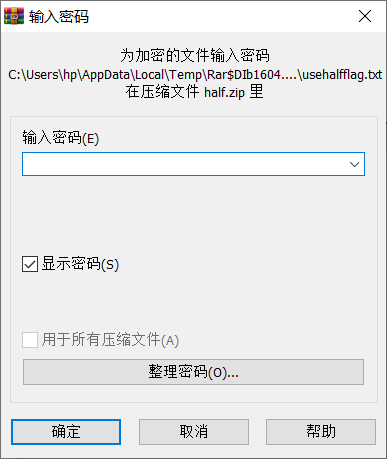 输入密码
为加密的文件输入密码
C:\Users\hp\AppData\Local\Temp\Rar$DIb1604....\usehalfflag.txt
在压缩文件 half.zip 里
输入密码(E)
显示密码(S)
用于所有压缩文件(A)
整理密码(O)...
确定
取消
帮助